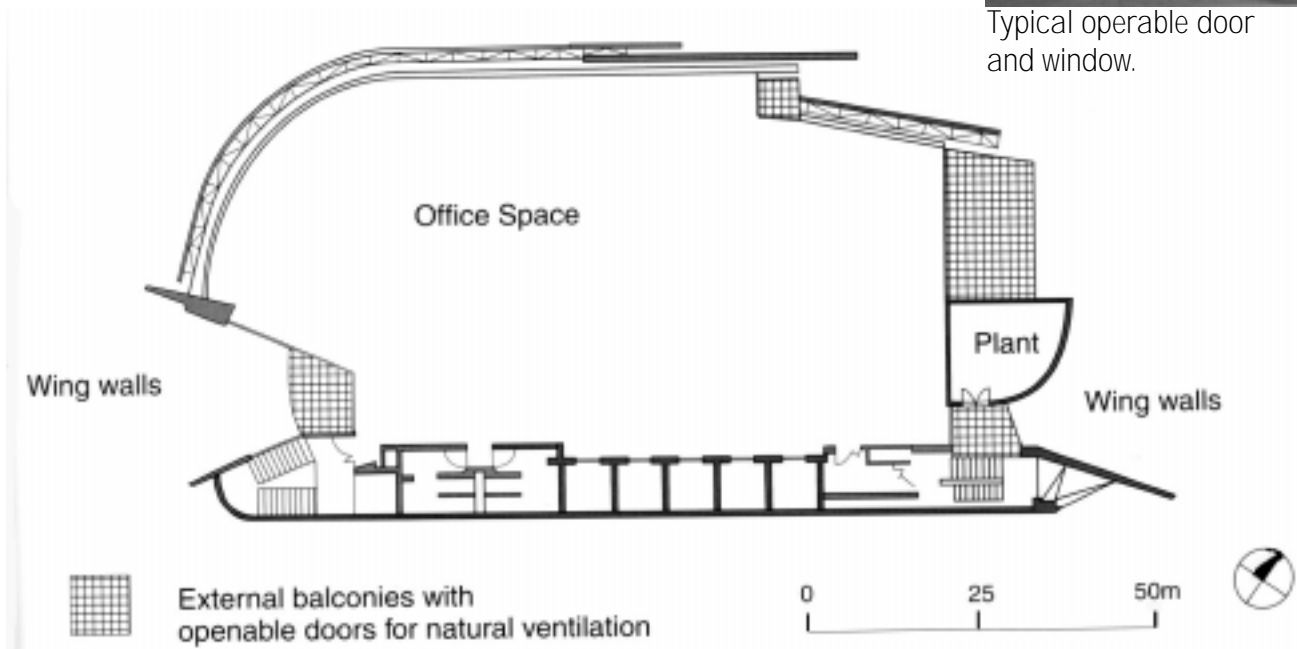 Typical operable door
and window.
Office Space
Plant
Wing walls
Wing walls
External balconies with
openable doors for natural ventilation
0 25 50m